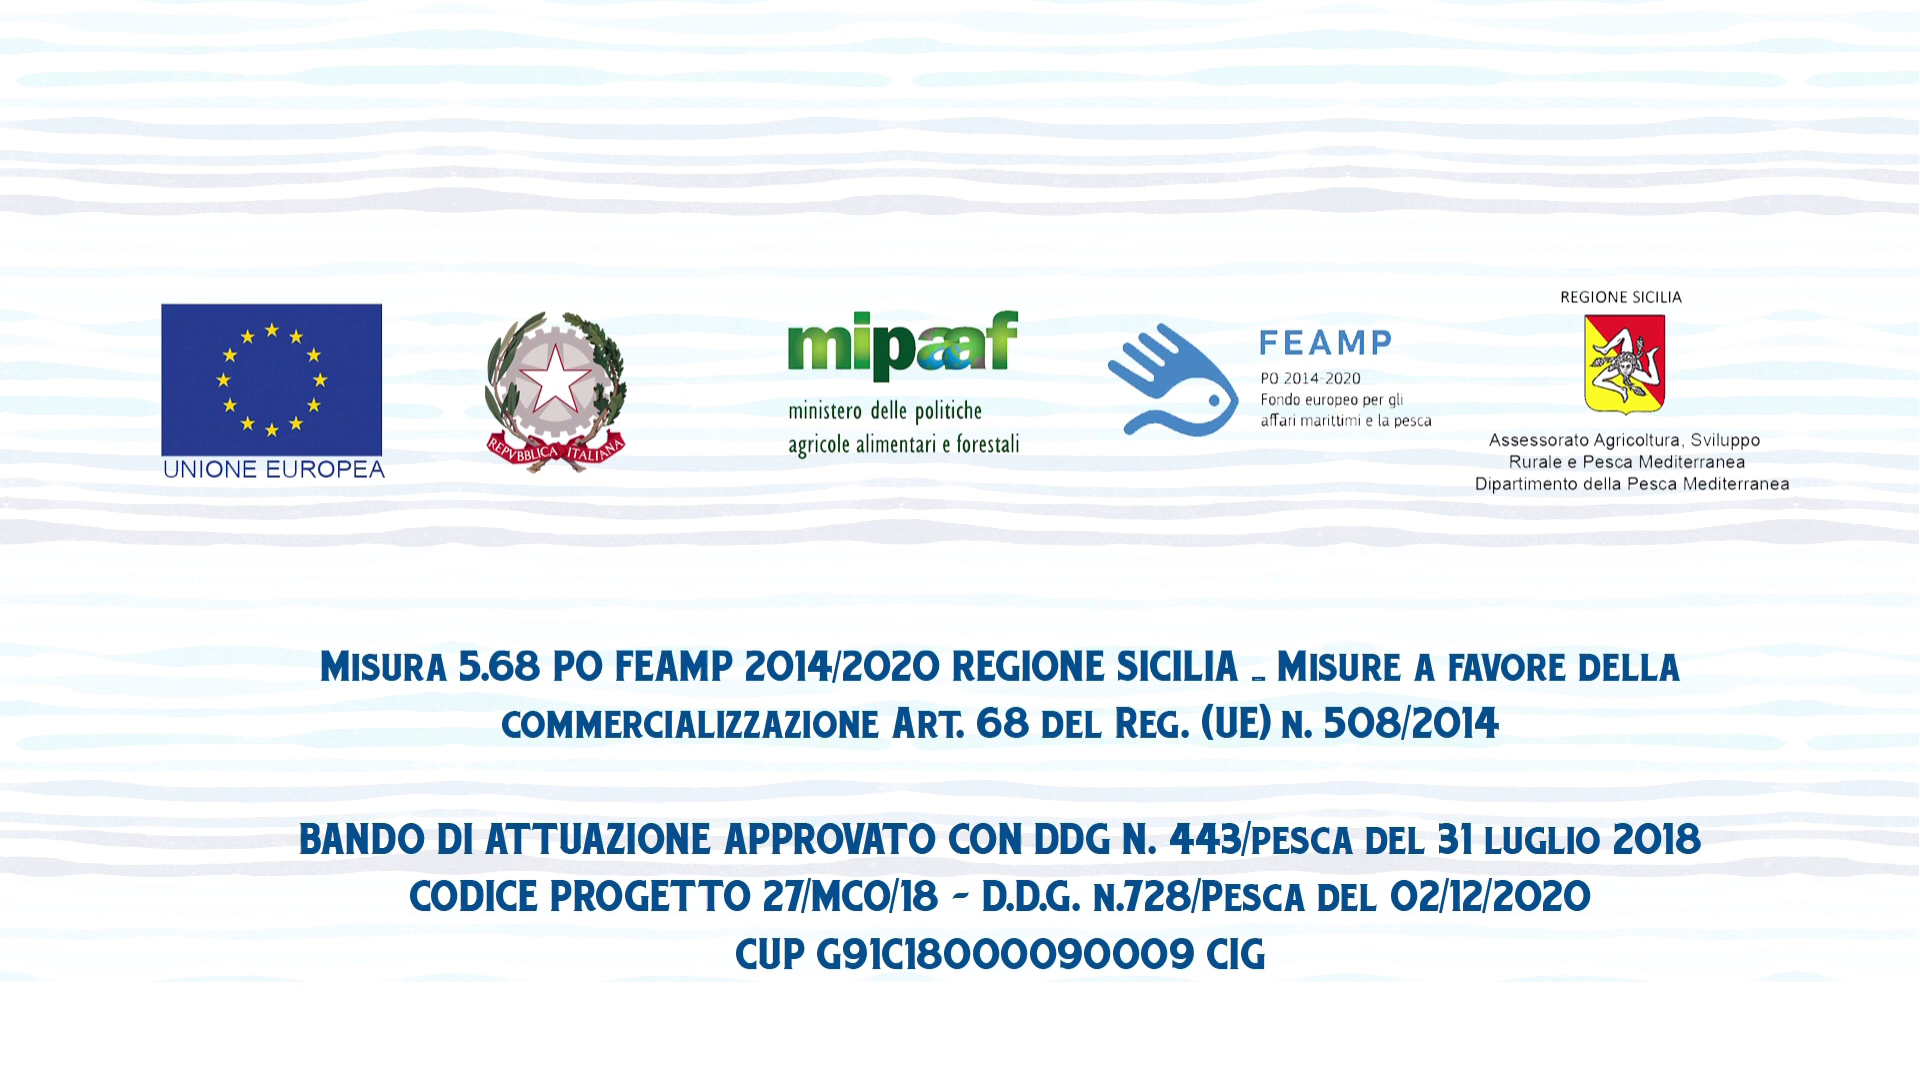 UNIONE EUROPEA
REPVBBLICA ITALIANA
mipaaf
ministero delle politiche
agricole alimentari e forestali
FEAMP
PO 2014-2020
Fondo europeo per gli
affari marittimi e la pesca
REGIONE SICILIA
Assessorato Agricoltura, Sviluppo
Rurale e Pesca Mediterranea
Dipartimento della Pesca Mediterranea
Misura 5.68 PO FEAMP 2014/2020 REGIONE SICILIA _ Misure a favore della
commercializzazione Art. 68 del Reg. (UE) n. 508/2014
BANDO DI ATTUAZIONE APPROVATO CON DDG N. 443/pesca del 31 luglio 2018
CODICE PROGETTO 27/MCO/18 - D.D.G. n.728/Pesca del 02/12/2020
CUP G91C18000090009 CIG